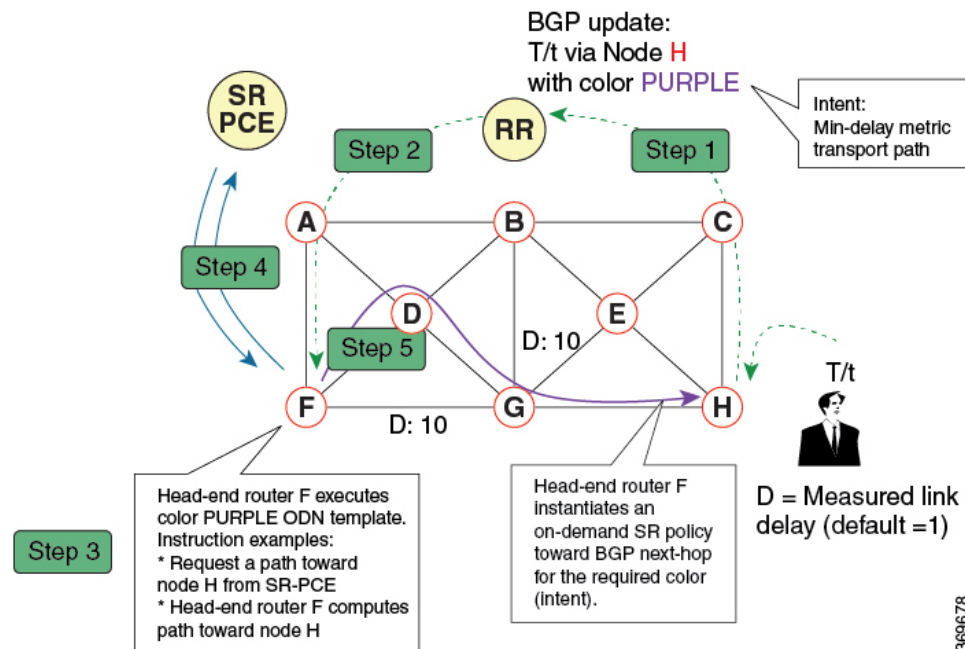 BGP update:
T/t via Node H
with color PURPLE
SR
PCE
RR
Intent:
Min-delay metric
transport path
Step 2
Step 1
A
B
C
Step 4
D
E
Step 5
D: 10
T/t
F
G
H
D: 10
Head-end router F executes
color PURPLE ODN template.
Instruction examples:
* Request a path toward
node H from SR-PCE
* Head-end router F computes
path toward node H
Head-end router F
instantiates an
on-demand SR policy
toward BGP next-hop
for the required color
(intent).
D = Measured link
delay (default =1)
Step 3
369678